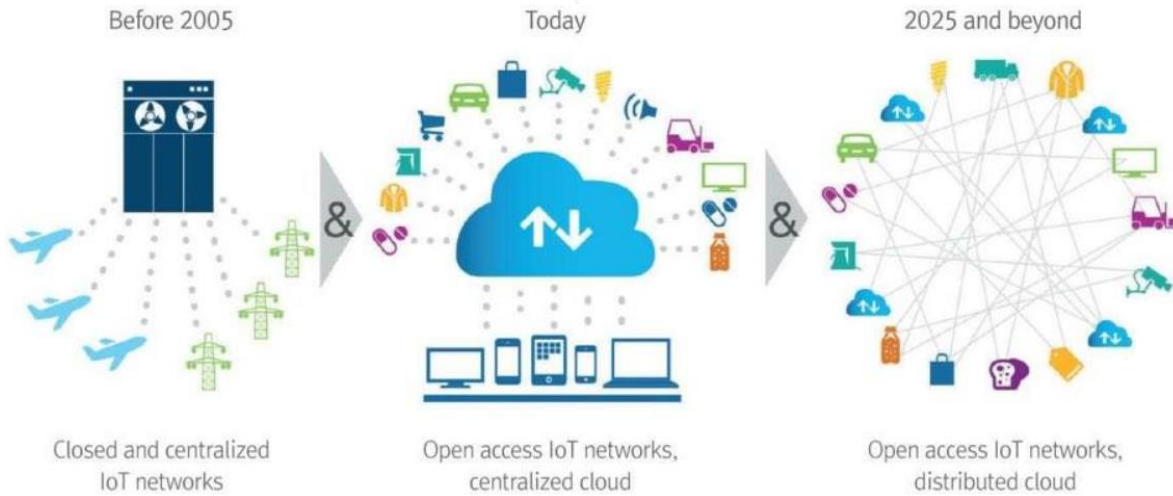 Before 2005
Today
2025 and beyond
&
&
Closed and centralized
IoT networks
Open access IoT networks,
centralized cloud
Open access IoT networks,
distributed cloud